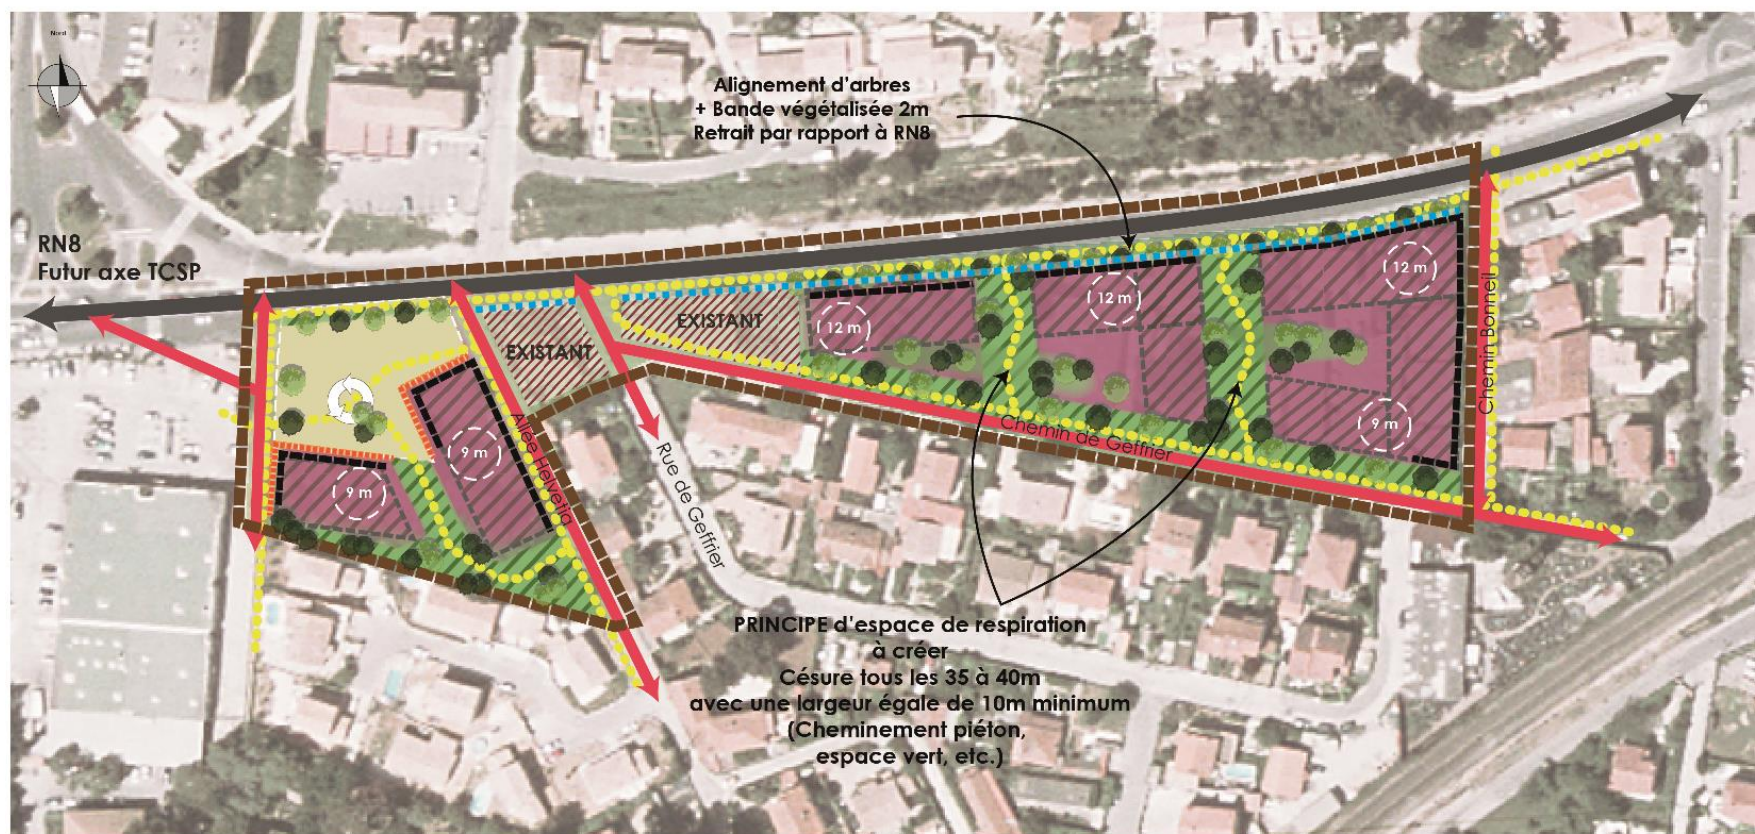 Nord
Alignement d'arbres
+ Bande végétalisée 2m
Retrait par rapport à RN8
RN8
Futur axe TCSP
EXISTANT
EXISTANT
12 m
12 m
12 m
9 m
9 m
9 m
Allée Helvetia
Rue de Geffrier
Chemin de Geffrier
Chemin Bonneil
PRINCIPE d'espace de respiration
à créer
Césure tous les 35 à 40m
avec une largeur égale de 10m minimum
(Cheminement piéton,
espace vert, etc.)